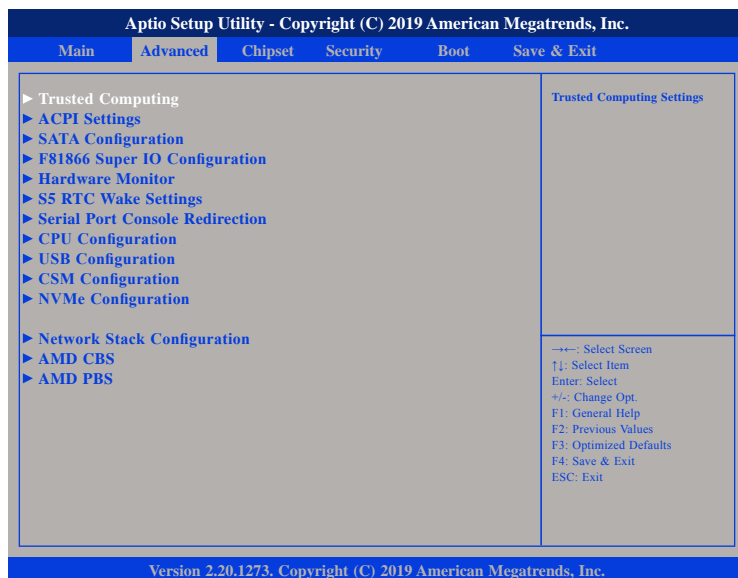 Aptio Setup Utility - Copyright (C) 2019 American Megatrends, Inc.
Main Advanced Chipset Security Boot Save & Exit
► Trusted Computing
► ACPI Settings
► SATA Configuration
► F81866 Super IO Configuration
► Hardware Monitor
► S5 RTC Wake Settings
► Serial Port Console Redirection
► CPU Configuration
► USB Configuration
► CSM Configuration
► NVMe Configuration
► Network Stack Configuration
► AMD CBS
► AMD PBS
Trusted Computing Settings
→←: Select Screen
↑↓: Select Item
Enter: Select
+/-: Change Opt.
F1: General Help
F2: Previous Values
F3: Optimized Defaults
F4: Save & Exit
ESC: Exit
Version 2.20.1273. Copyright (C) 2019 American Megatrends, Inc.